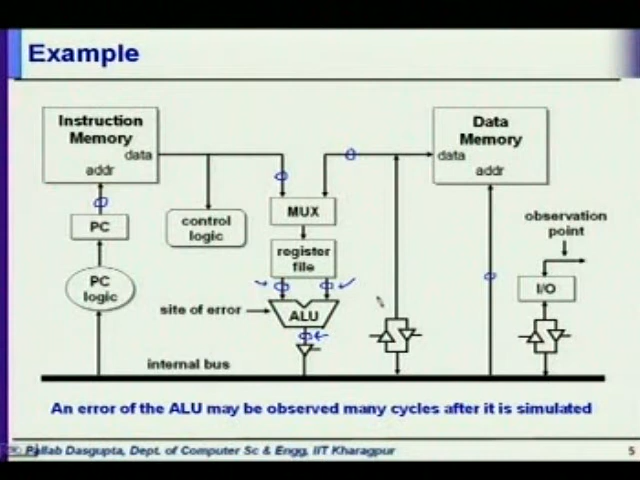 Example
Instruction
Memory
data
addr
Data
Memory
data
addr
PC
control
logic
MUX
observation
point
register
file
PC
logic
I/O
site of error
ALU
internal bus
An error of the ALU may be observed many cycles after it is simulated
Pallab Dasgupta, Dept. of Computer Sc & Engg, IIT Kharagpur
5